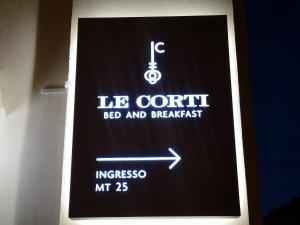 C
LE CORTI
BED AND BREAKFAST
INGRESSO
MT 25